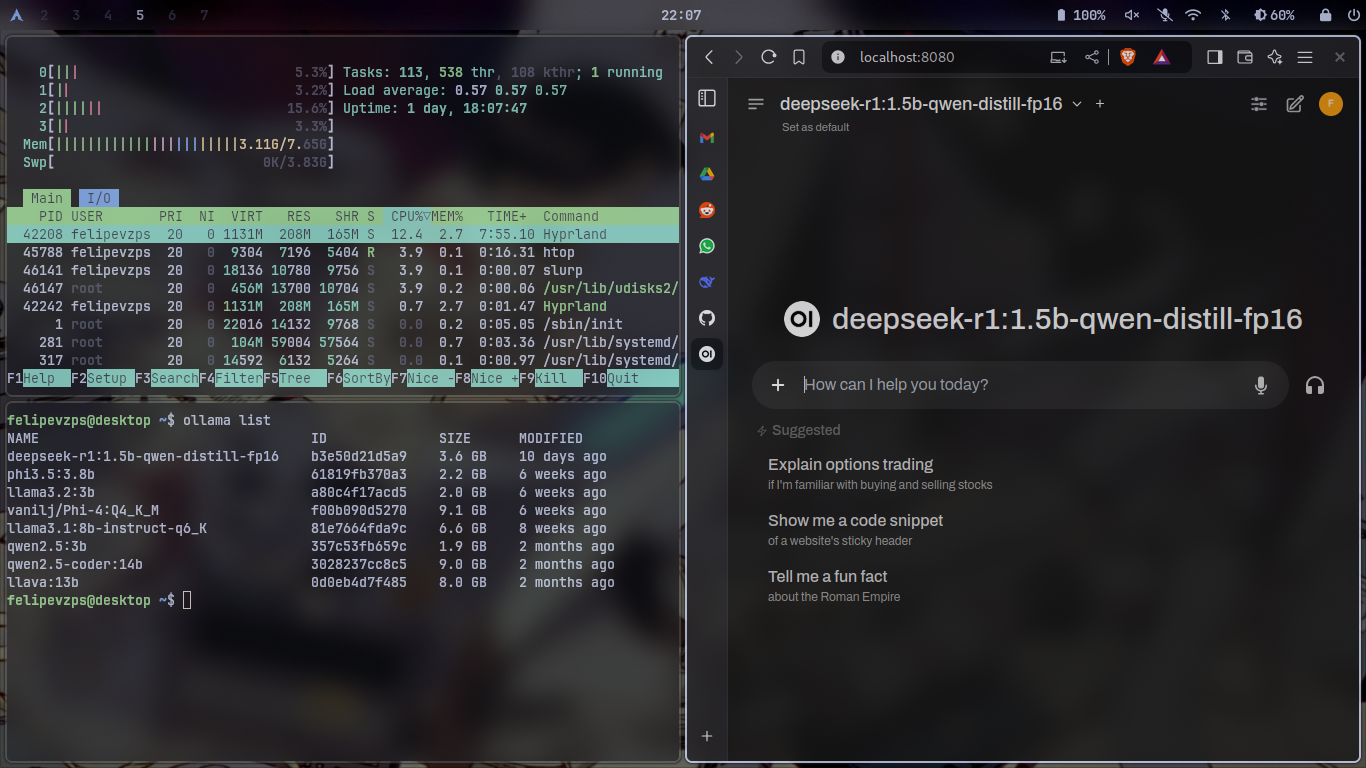 2 3 4 5 6 7
22:07
100% 60%
0[||| 5.3%] Tasks: 113, 538 thr, 108 kthr; 1 running
1[|| 3.2%] Load average: 0.57 0.57 0.57
2[|||||| 15.6%] Uptime: 1 day, 18:07:47
3[|| 3.3%]
Mem[|||||||||||||||||||||||3.11G/7.65G]
Swp[ 0K/3.83G]
Main I/O
PID USER PRI NI VIRT RES SHR S CPU%▽MEM% TIME+ Command
42208 felipevzps 20 0 1131M 208M 165M S 12.4 2.7 7:55.10 Hyprland
45788 felipevzps 20 0 9304 7196 5404 R 3.9 0.1 0:16.31 htop
46141 felipevzps 20 0 18136 10780 9756 S 3.9 0.1 0:00.07 slurp
46147 root 20 0 456M 13700 10704 S 3.9 0.2 0:00.06 /usr/lib/udisks2/
42242 felipevzps 20 0 1131M 208M 165M S 0.7 2.7 0:01.47 Hyprland
1 root 20 0 22016 14132 9768 S 0.0 0.2 0:05.05 /sbin/init
281 root 20 0 104M 59004 57564 S 0.0 0.7 0:03.36 /usr/lib/systemd/
317 root 20 0 14592 6132 5264 S 0.0 0.1 0:00.97 /usr/lib/systemd/
F1Help F2Setup F3SearchF4FilterF5Tree F6SortByF7Nice -F8Nice +F9Kill F10Quit
felipevzps@desktop ~$ ollama list
NAME ID SIZE MODIFIED
deepseek-r1:1.5b-qwen-distill-fp16 b3e50d21d5a9 3.6 GB 10 days ago
phi3.5:3.8b 61819fb370a3 2.2 GB 6 weeks ago
llama3.2:3b a80c4f17acd5 2.0 GB 6 weeks ago
vanilj/Phi-4:Q4_K_M f00b090d5270 9.1 GB 6 weeks ago
llama3.1:8b-instruct-q6_K 81e7664fda9c 6.6 GB 8 weeks ago
qwen2.5:3b 357c53fb659c 1.9 GB 2 months ago
qwen2.5-coder:14b 3028237cc8c5 9.0 GB 2 months ago
llava:13b 0d0eb4d7f485 8.0 GB 2 months ago
felipevzps@desktop ~$
localhost:8080
deepseek-r1:1.5b-qwen-distill-fp16
F
Set as default
OI deepseek-r1:1.5b-qwen-distill-fp16
How can I help you today?
Suggested
Explain options trading
if I'm familiar with buying and selling stocks
Show me a code snippet
of a website's sticky header
Tell me a fun fact
about the Roman Empire